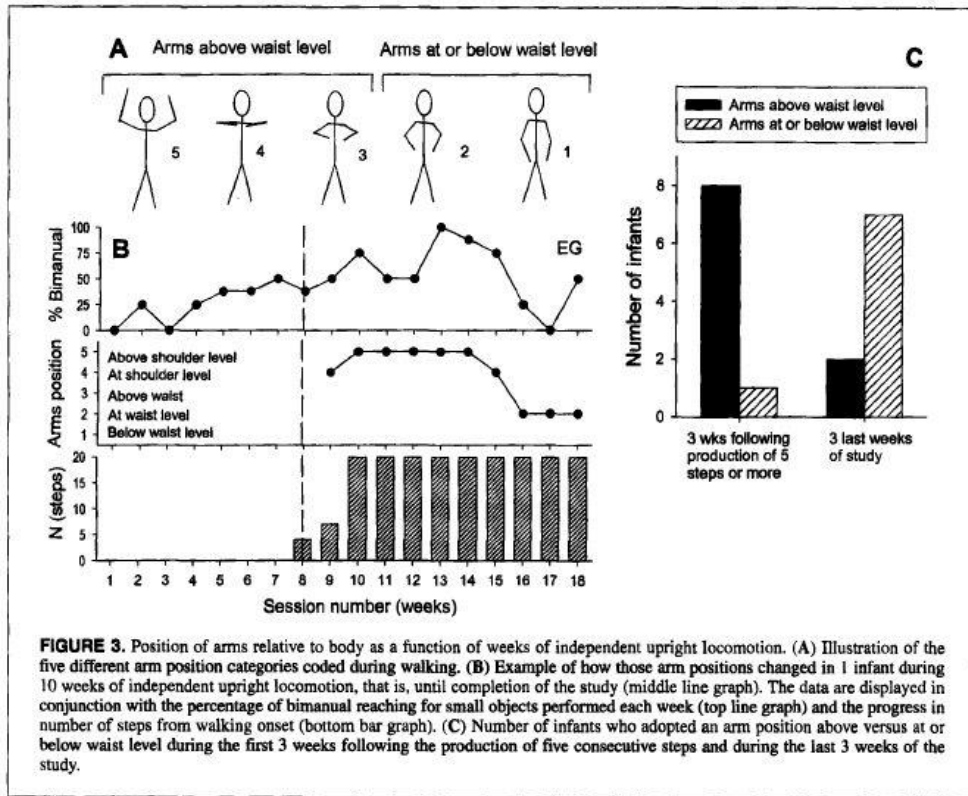 A
Arms above waist level
Arms at or below waist level
5
4
3
2
1
B
EG
% Bimanual
100
75
50
25
0
Arms position
5
4
3
2
1
Above shoulder level
At shoulder level
Above waist
At waist level
Below waist level
N (steps)
20
15
10
5
0
1 2 3 4 5 6 7 8 9 10 11 12 13 14 15 16 17 18
Session number (weeks)
C
Arms above waist level
Arms at or below waist level
Number of infants
8
6
4
2
0
3 wks following
production of 5
steps or more
3 last weeks
of study
FIGURE 3. Position of arms relative to body as a function of weeks of independent upright locomotion. (A) Illustration of the
five different arm position categories coded during walking. (B) Example of how those arm positions changed in 1 infant during
10 weeks of independent upright locomotion, that is, until completion of the study (middle line graph). The data are displayed in
conjunction with the percentage of bimanual reaching for small objects performed each week (top line graph) and the progress in
number of steps from walking onset (bottom bar graph). (C) Number of infants who adopted an arm position above versus at or
below waist level during the first 3 weeks following the production of five consecutive steps and during the last 3 weeks of the
study.